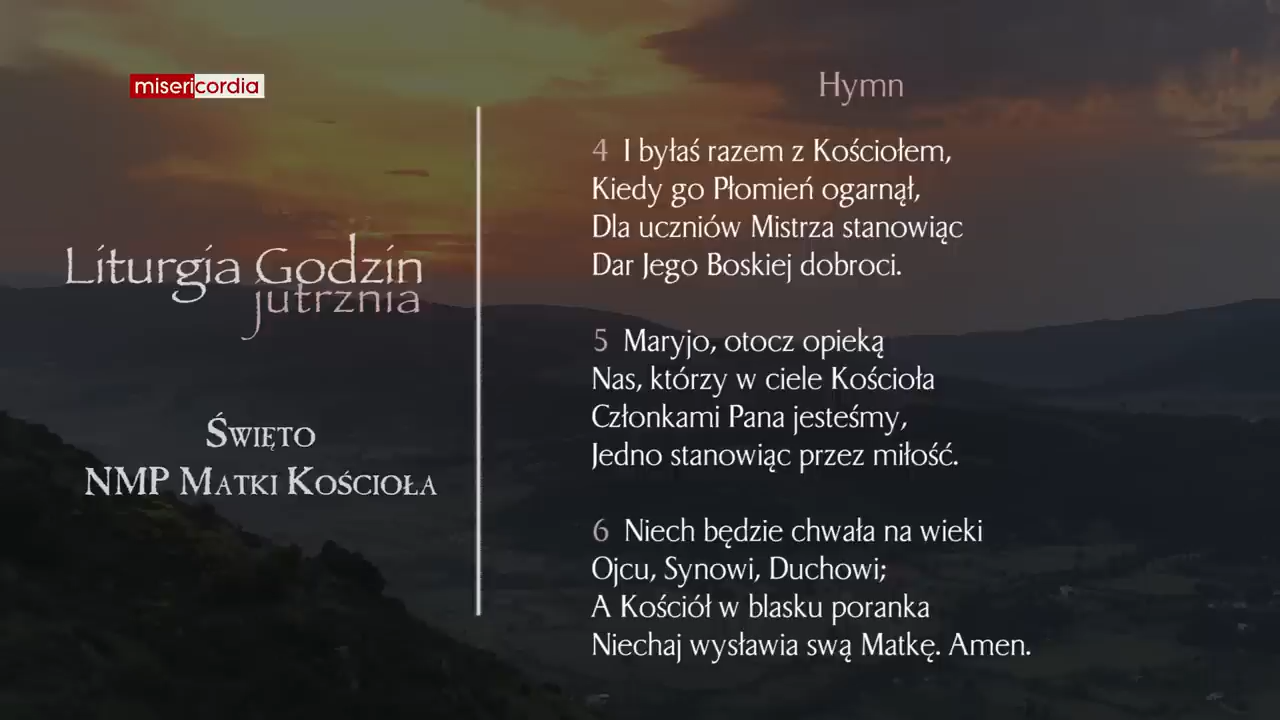 misericordia
Liturgia Godzin
jutrznia
Święto
NMP Matki Kościoła
Hymn
4 I byłaś razem z Kościołem,
Kiedy go Płomień ogarnął,
Dla uczniów Mistrza stanowiąc
Dar Jego Boskiej dobroci.
5 Maryjo, otocz opieką
Nas, którzy w ciele Kościoła
Członkami Pana jesteśmy,
Jedno stanowiąc przez miłość.
6 Niech będzie chwała na wieki
Ojcu, Synowi, Duchowi;
A Kościół w blasku poranka
Niechaj wysławia swą Matkę. Amen.